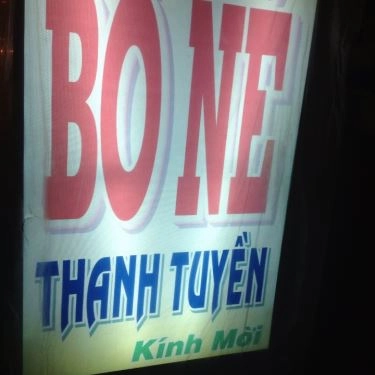 BÒ NÉ
THANH TUYỀN
Kính Mời